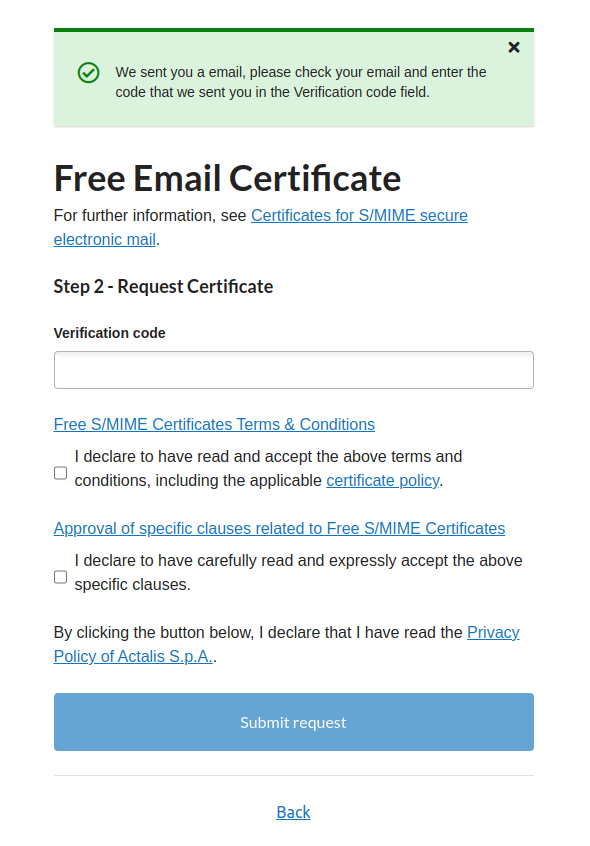 We sent you a email, please check your email and enter the
code that we sent you in the Verification code field.
Free Email Certificate
For further information, see Certificates for S/MIME secure
electronic mail.
Step 2 - Request Certificate
Verification code
Free S/MIME Certificates Terms & Conditions
I declare to have read and accept the above terms and
conditions, including the applicable certificate policy.
Approval of specific clauses related to Free S/MIME Certificates
I declare to have carefully read and expressly accept the above
specific clauses.
By clicking the button below, I declare that I have read the Privacy
Policy of Actalis S.p.A..
Submit request
Back